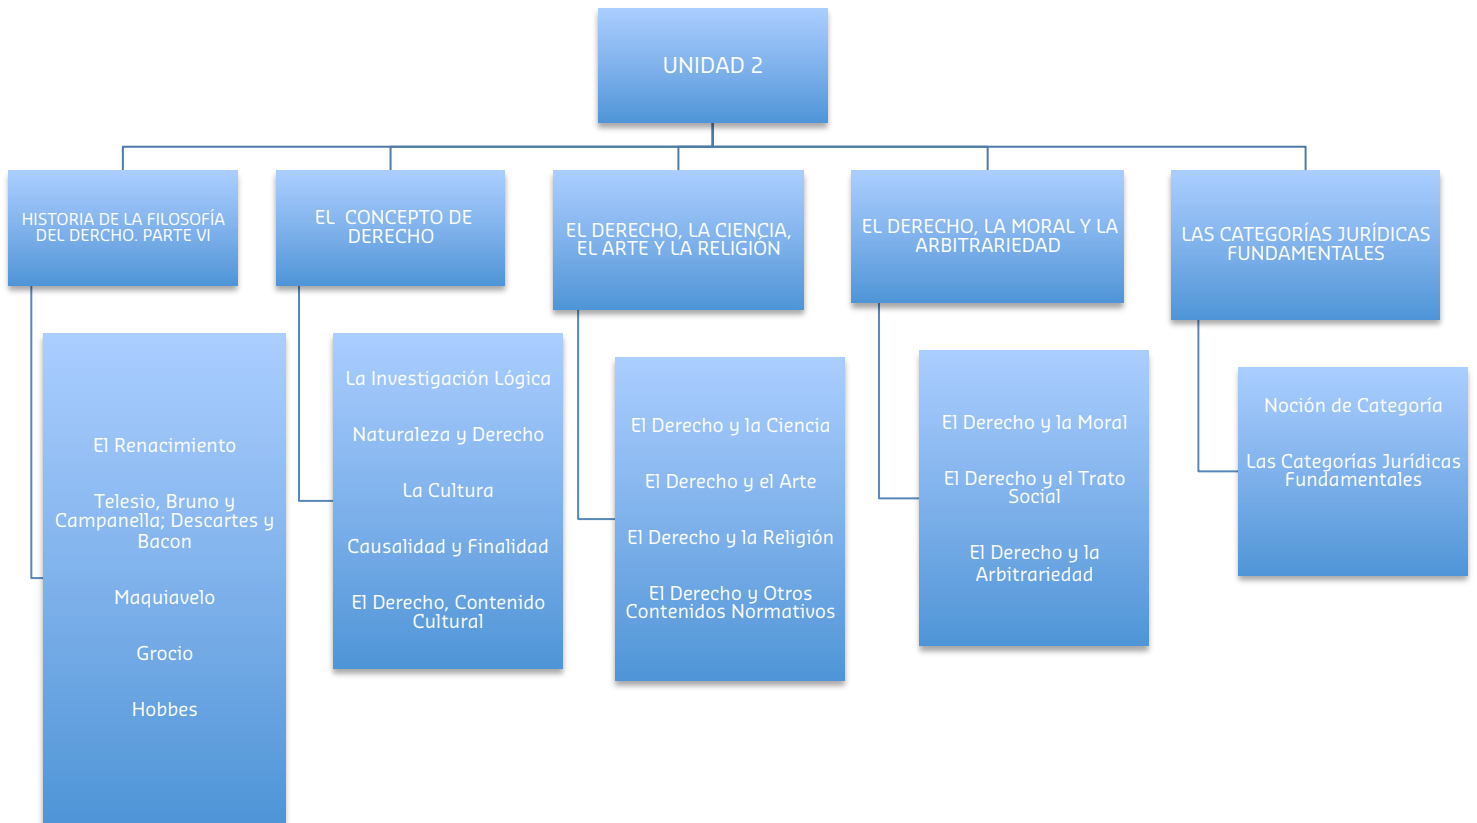 UNIDAD 2
HISTORIA DE LA FILOSOFÍA
DEL DERCHO. PARTE VI
El Renacimiento
Telesio, Bruno y
Campanella; Descartes y
Bacon
Maquiavelo
Grocio
Hobbes
EL  CONCEPTO DE
DERECHO
La Investigación Lógica
Naturaleza y Derecho
La Cultura
Causalidad y Finalidad
El Derecho, Contenido
Cultural
EL DERECHO, LA CIENCIA,
EL ARTE Y LA RELIGIÓN
El Derecho y la Ciencia
El Derecho y el Arte
El Derecho y la Religión
El Derecho y Otros
Contenidos Normativos
EL DERECHO, LA MORAL Y LA
ARBITRARIEDAD
El Derecho y la Moral
El Derecho y el Trato
Social
El Derecho y la
Arbitrariedad
LAS CATEGORÍAS JURÍDICAS
FUNDAMENTALES
Noción de Categoría
Las Categorías Jurídicas
Fundamentales